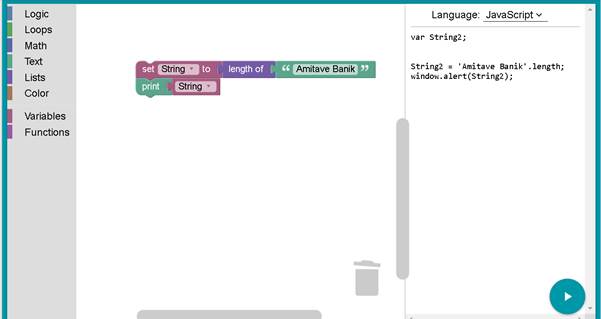 Logic
Loops
Math
Text
Lists
Color
Variables
Functions
set String to length of “ Amitave Banik ”
print String
Language: JavaScript
var String2;
String2 = 'Amitave Banik'.length;
window.alert(String2);